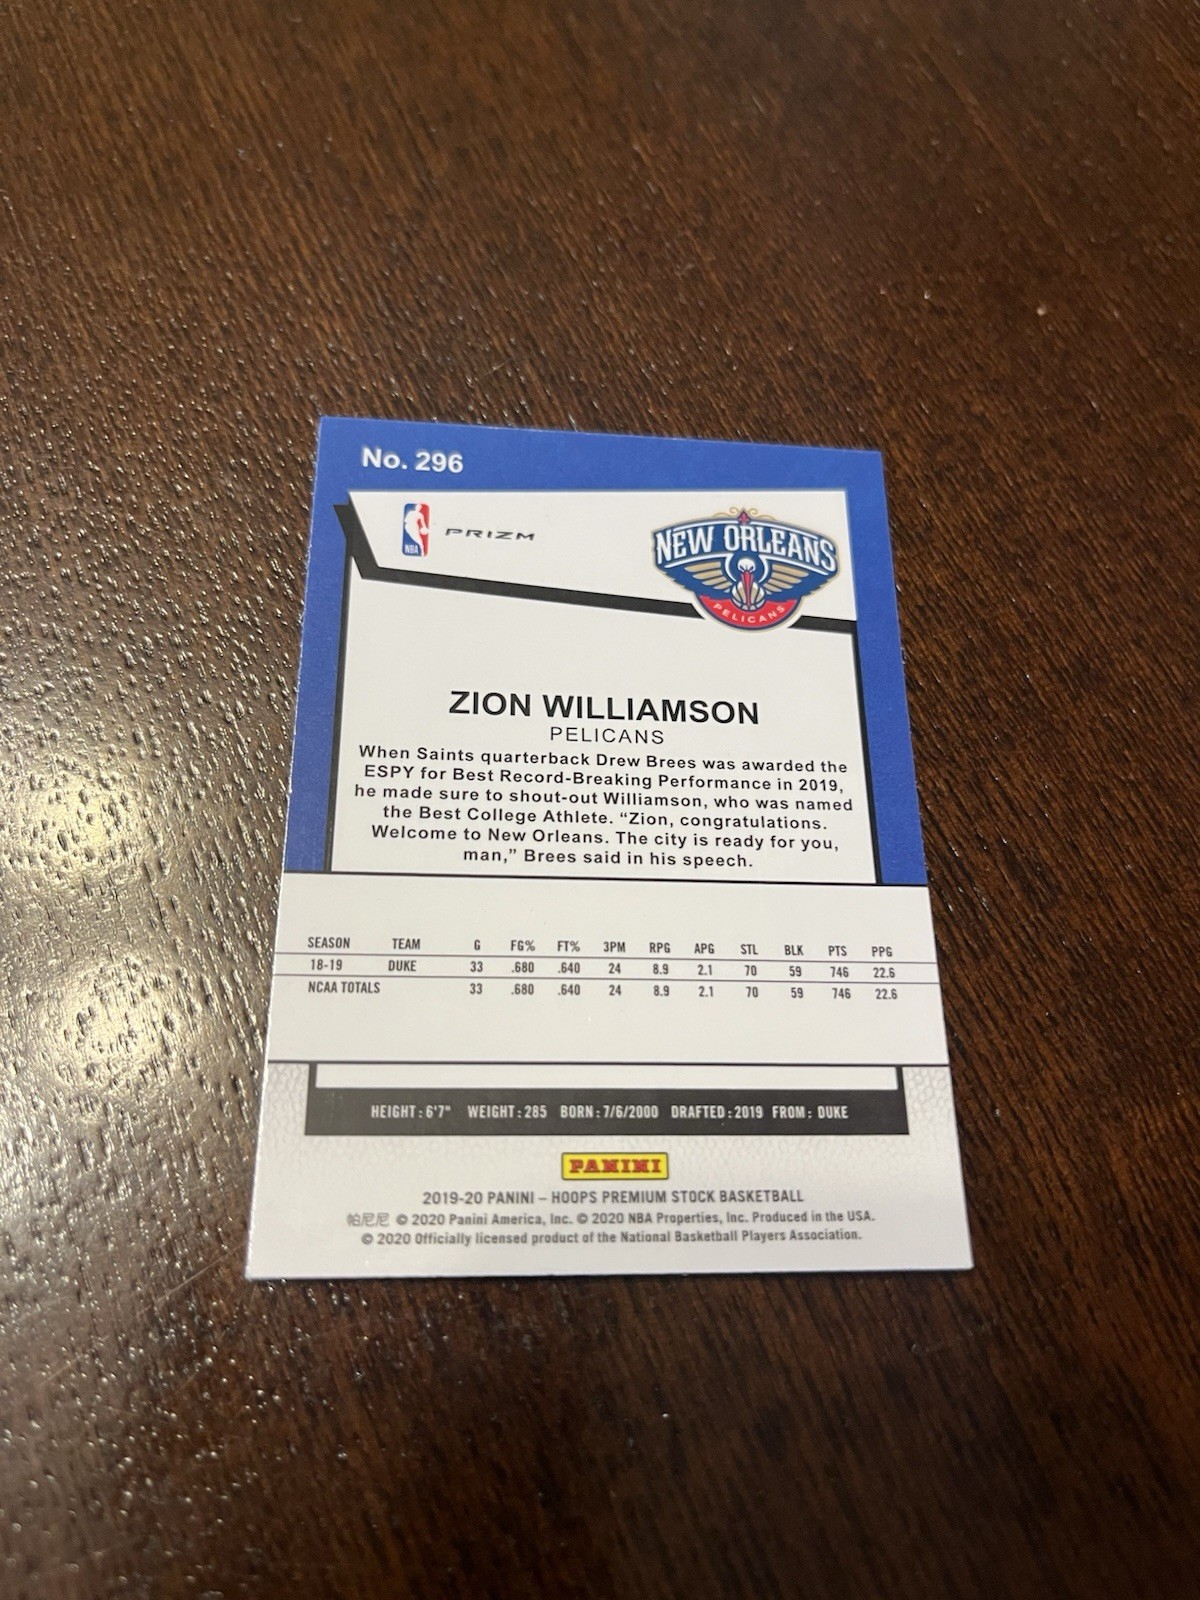 No. 296
NBA
PRIZM
NEW ORLEANS
PELICANS
ZION WILLIAMSON
PELICANS
When Saints quarterback Drew Brees was awarded the
ESPY for Best Record-Breaking Performance in 2019,
he made sure to shout-out Williamson, who was named
the Best College Athlete. “Zion, congratulations.
Welcome to New Orleans. The city is ready for you,
man,” Brees said in his speech.
SEASON TEAM G FG% FT% 3PM RPG APG STL BLK PTS PPG
18-19 DUKE 33 .680 .640 24 8.9 2.1 70 59 746 22.6
NCAA TOTALS 33 .680 .640 24 8.9 2.1 70 59 746 22.6
HEIGHT: 6'7" WEIGHT: 285 BORN: 7/6/2000 DRAFTED: 2019 FROM: DUKE
PANINI
2019-20 PANINI – HOOPS PREMIUM STOCK BASKETBALL
帕尼尼 © 2020 Panini America, Inc. © 2020 NBA Properties, Inc. Produced in the USA.
© 2020 Officially licensed product of the National Basketball Players Association.